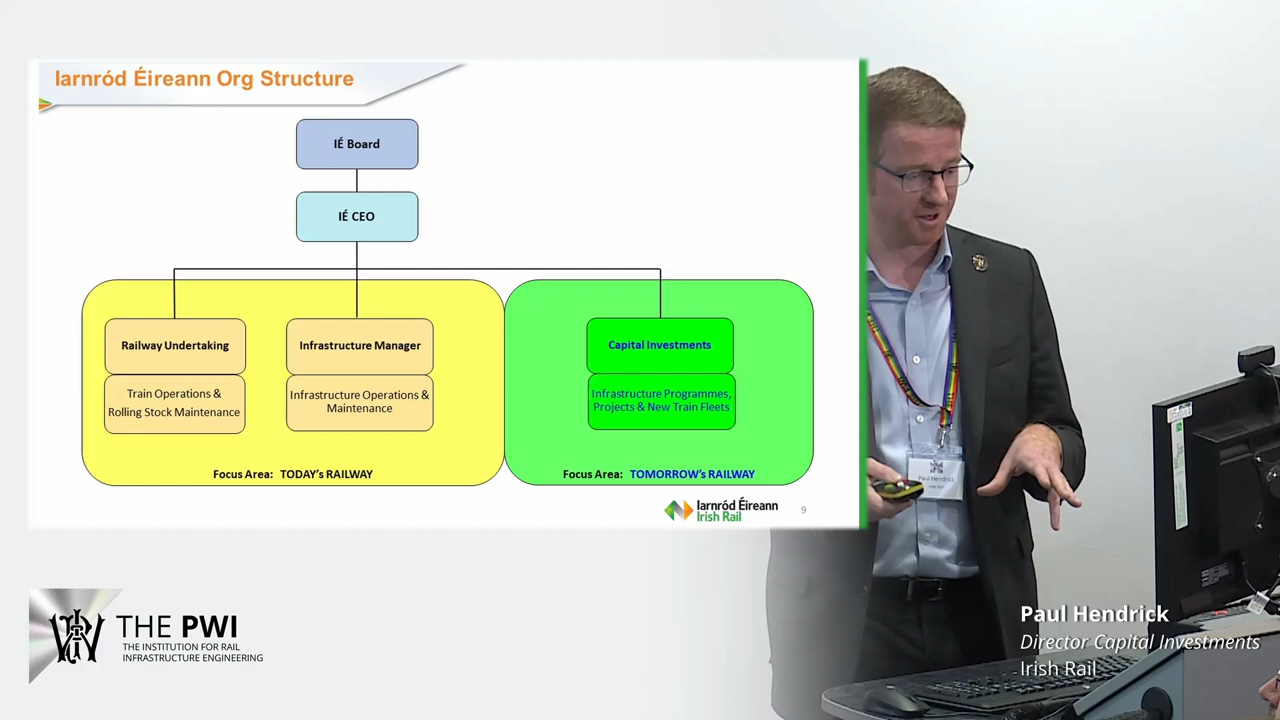 Iarnród Éireann Org Structure
IÉ Board
IÉ CEO
Railway Undertaking
Train Operations &
Rolling Stock Maintenance
Infrastructure Manager
Infrastructure Operations &
Maintenance
Capital Investments
Infrastructure Programmes,
Projects & New Train Fleets
Focus Area: TODAY's RAILWAY
Focus Area: TOMORROW's RAILWAY
Iarnród Éireann
Irish Rail
9
Paul Hendrick
THE PWI
THE INSTITUTION FOR RAIL
INFRASTRUCTURE ENGINEERING
Paul Hendrick
Director Capital Investments
Irish Rail